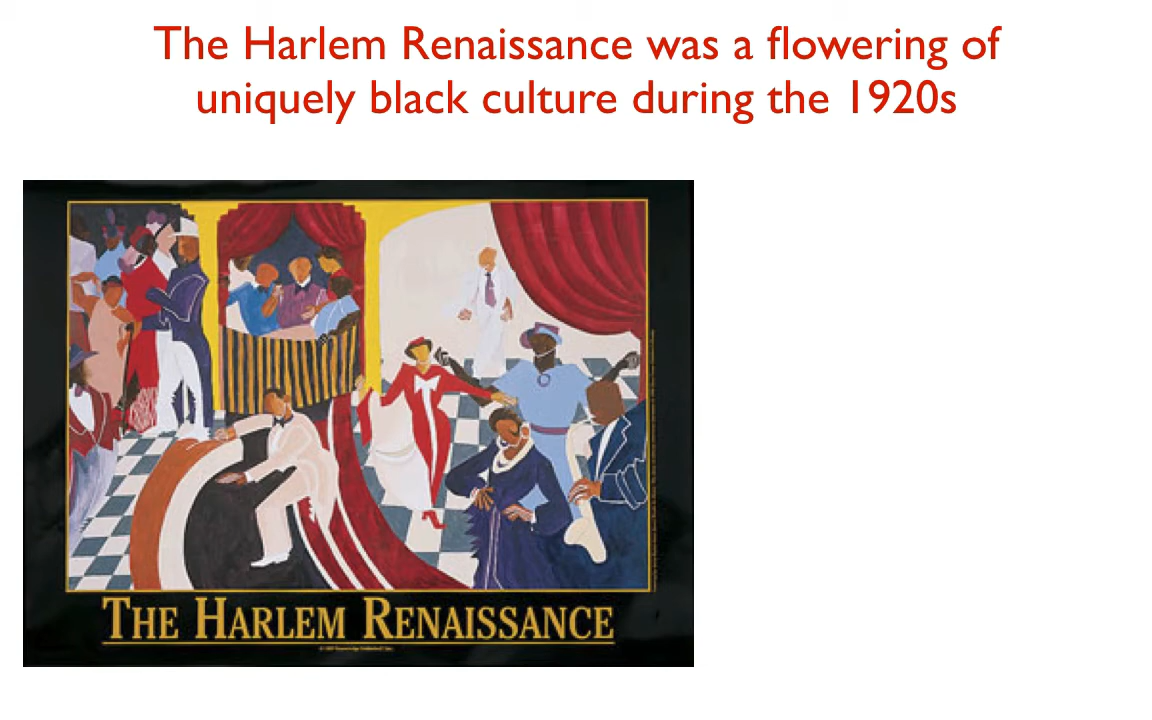 The Harlem Renaissance was a flowering of
uniquely black culture during the 1920s
THE HARLEM RENAISSANCE